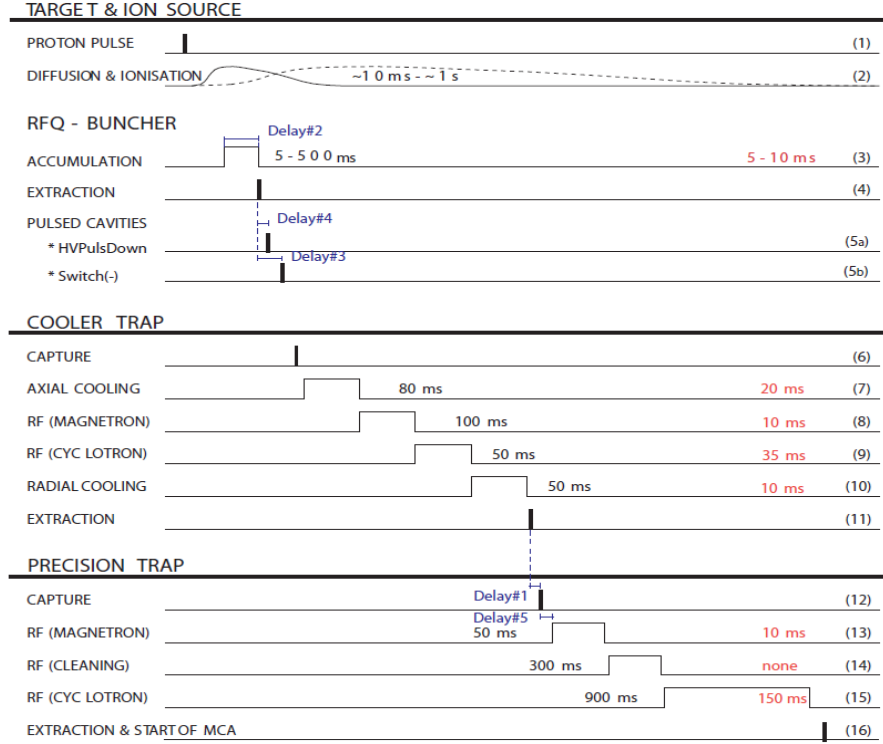 TARGET & ION SOURCE
PROTON PULSE (1)
DIFFUSION & IONISATION ~10 ms - ~1 s (2)
RFQ - BUNCHER
Delay#2
ACCUMULATION 5-500 ms 5-10 ms (3)
EXTRACTION (4)
PULSED CAVITIES Delay#4
* HVPulsDown (5a)
Delay#3
* Switch(-) (5b)
COOLER TRAP
CAPTURE (6)
AXIAL COOLING 80 ms 20 ms (7)
RF (MAGNETRON) 100 ms 10 ms (8)
RF (CYC LOTRON) 50 ms 35 ms (9)
RADIAL COOLING 50 ms 10 ms (10)
EXTRACTION (11)
PRECISION TRAP
CAPTURE Delay#1 (12)
Delay#5
RF (MAGNETRON) 50 ms 10 ms (13)
RF (CLEANING) 300 ms none (14)
RF (CYC LOTRON) 900 ms 150 ms (15)
EXTRACTION & START OF MCA (16)